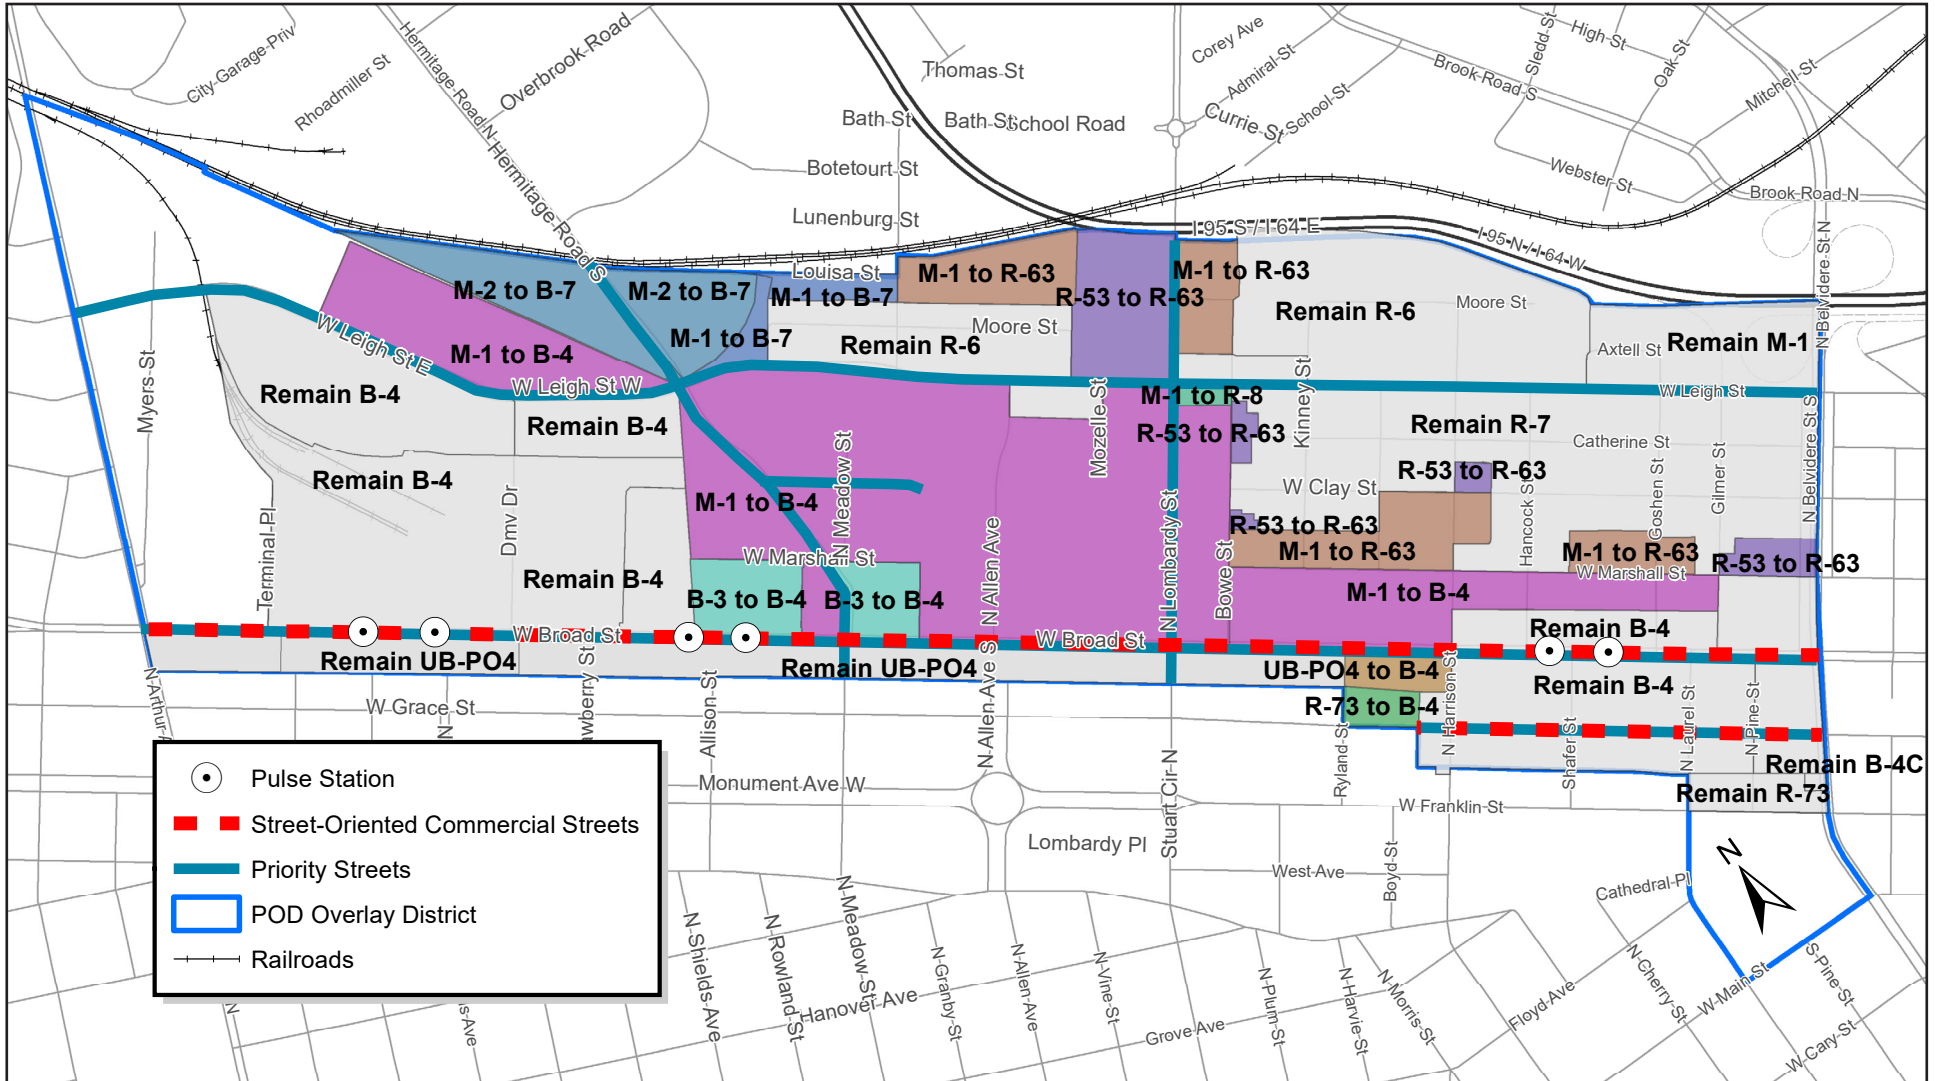 City-Garage-Priv
Rhoadmiller St
Hermitage-Road-N
Overbrook-Road
Hermitage-Road S
Thomas St
Bath St
Bath-St
School Road
Botetourt St
Lunenburg-St
Corey Ave
Admiral-St
Currie-St
School-St
Brook-Road-S
Sledd-St
High-St
Oak-St
Mitchell-St
Webster-St
Brook-Road N
I 95-S / I 64-E
I-95-N / I-64-W
N-Belvidere-St-N
Louisa St
M-2 to B-7
M-2 to B-7
M-1 to B-7
M-1 to R-63
R-53 to R-63
M-1 to R-63
Remain R-6
Moore St
Remain M-1
Axtell St
W Leigh St E
M-1 to B-4
M-1 to B-7
Remain R-6
Moore St
Myers-St
Remain B-4
W Leigh St W
Remain B-4
M-1 to R-8
R-53 to R-63
Mozelle-St
Kinney St
W Leigh-St
Remain R-7
Catherine St
R-53 to R-63
W Clay St
Remain B-4
Dmv Dr
Terminal-Pl
M-1 to B-4
N Meadow St
W Marshall St
N Allen Ave
N Lombardy St
Bowe St
R-53 to R-63
M-1 to R-63
Hancock St
Goshen St
Gilmer St
N Belvidere St S
M-1 to R-63
W Marshall St
R-53 to R-63
Remain B-4
B-3 to B-4
B-3 to B-4
M-1 to B-4
W Broad St
W Broad St
Remain UB-PO4
Remain UB-PO4
UB-PO4 to B-4
Remain B-4
Remain B-4
R-73 to B-4
W Grace St
Allison-St
N-Allen-Ave S
Stuart-Cir-N
Ryland-St
N Harrison-St
Shafer St
N Laurel St
N-Pine-St
Remain B-4C
Remain R-73
Monument Ave W
Lombardy Pl
W Franklin St
West-Ave
Boyd-St
Cathedral-Pl
N
Pulse Station
Street-Oriented Commercial Streets
Priority Streets
POD Overlay District
Railroads
N-Shields-Ave
N-Rowland-St
N-Meadow-St
Hanover-Ave
N-Granby-St
N-Allen-Ave
N-Vine-St
Grove Ave
N-Plum-St
N-Harvie-St
N-Morris-St
Floyd-Ave
N-Cherry-St
W-Main-St
S-Pine-St
W-Cary-St